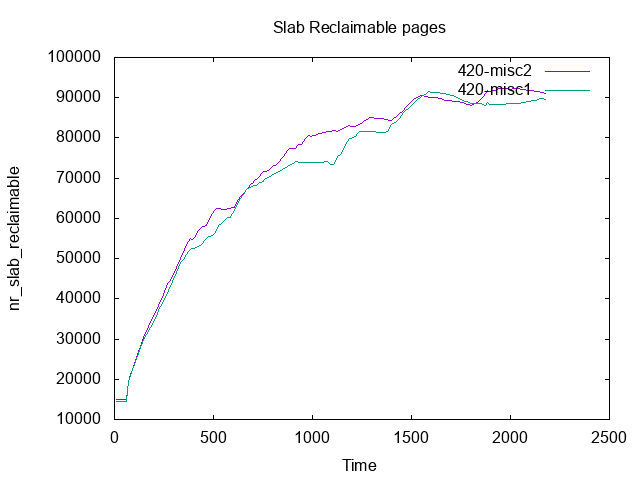 Slab Reclaimable pages
100000
90000
80000
70000
60000
50000
40000
30000
20000
10000
nr_slab_reclaimable
420-misc2
420-misc1
0 500 1000 1500 2000 2500
Time